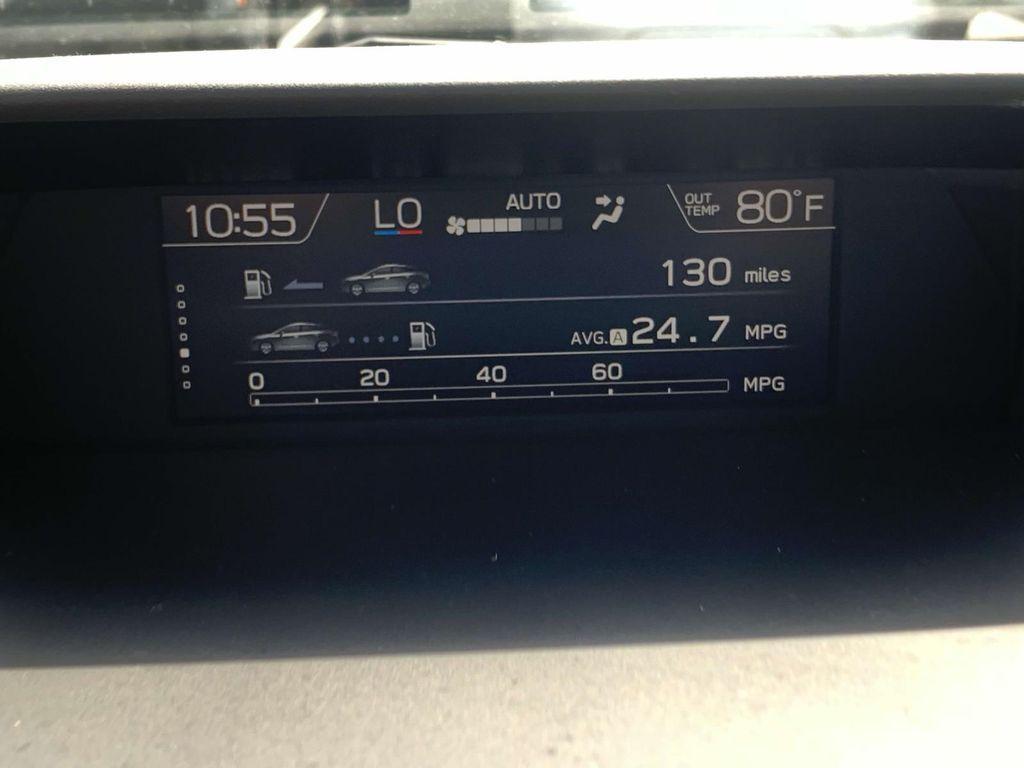 10:55 LO AUTO OUT TEMP 80°F
130 miles
AVG. A 24.7 MPG
0 20 40 60
MPG